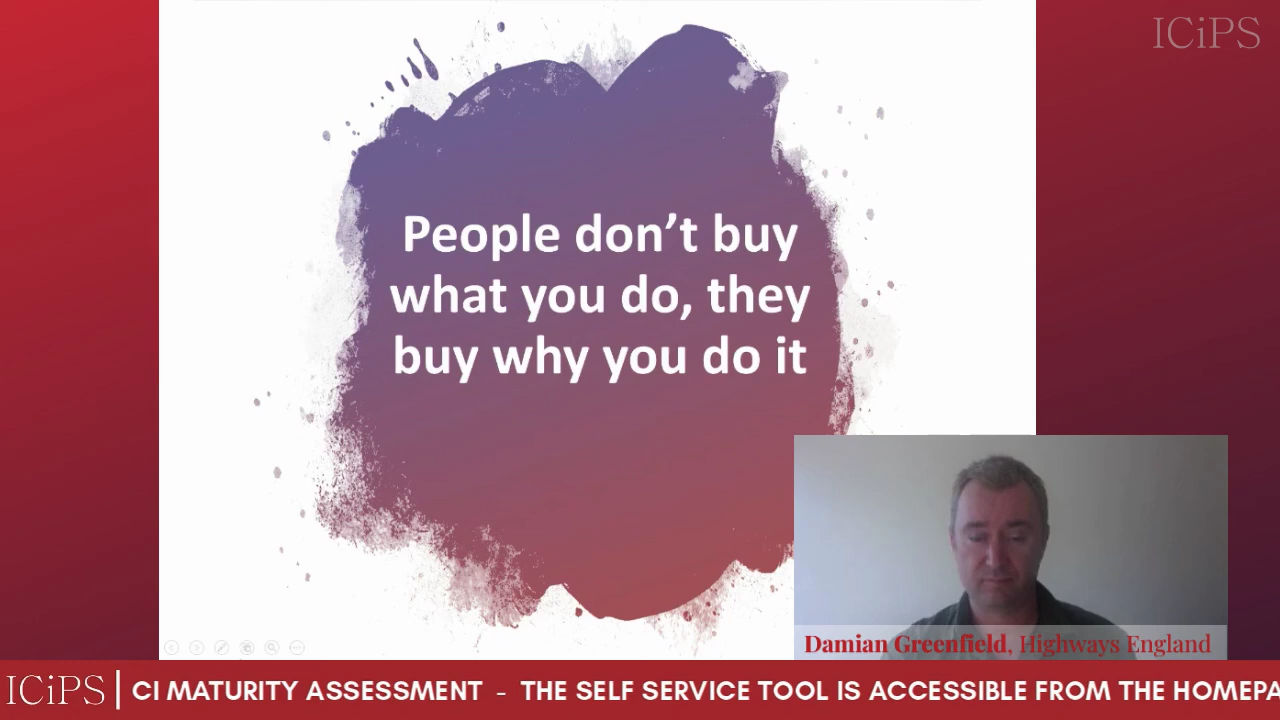 ICiPS
People don’t buy
what you do, they
buy why you do it
Damian Greenfield, Highways England
ICiPS | CI MATURITY ASSESSMENT - THE SELF SERVICE TOOL IS ACCESSIBLE FROM THE HOMEPA